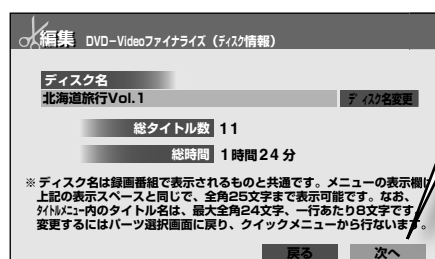 編集 DVD-Videoファイナライズ (ディスク情報)
ディスク名
北海道旅行Vol.1
ディスク名変更
総タイトル数 11
総時間 1時間24分
※ディスク名は録画番組で表示されるものと共通です。メニューの表示欄は
上記の表示スペースと同じで、全角25文字まで表示可能です。なお、
タイトルメニュー内のタイトル名は、最大全角24文字、一行あたり8文字です。
変更するにはパーツ選択画面に戻り、クイックメニューから行ないます。
戻る 次へ